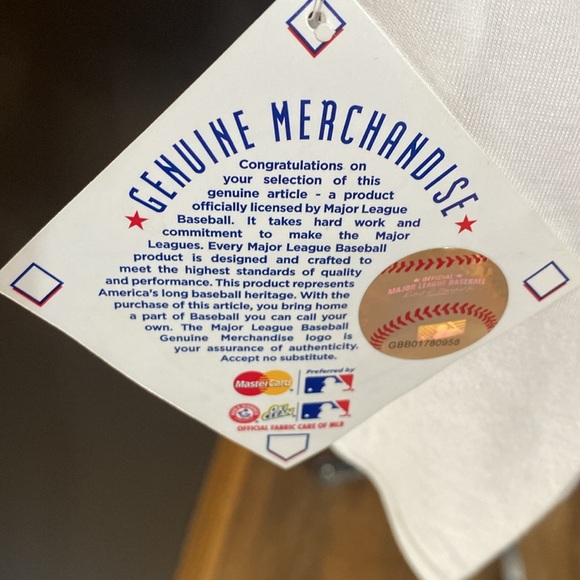 GENUINE MERCHANDISE
Congratulations on
your selection of this
genuine article - a product
officially licensed by Major League
Baseball. It takes hard work and
commitment to make the Major
Leagues. Every Major League Baseball
product is designed and crafted to
meet the highest standards of quality
and performance. This product represents
America's long baseball heritage. With the
purchase of this article, you bring home
a part of Baseball you can call your
own. The Major League Baseball
Genuine Merchandise logo is
your assurance of authenticity.
Accept no substitute.
OFFICIAL
MAJOR LEAGUE BASEBALL
GBB01780958
MasterCard
Preferred by
OXI CLEAN
OFFICIAL FABRIC CARE OF MLB